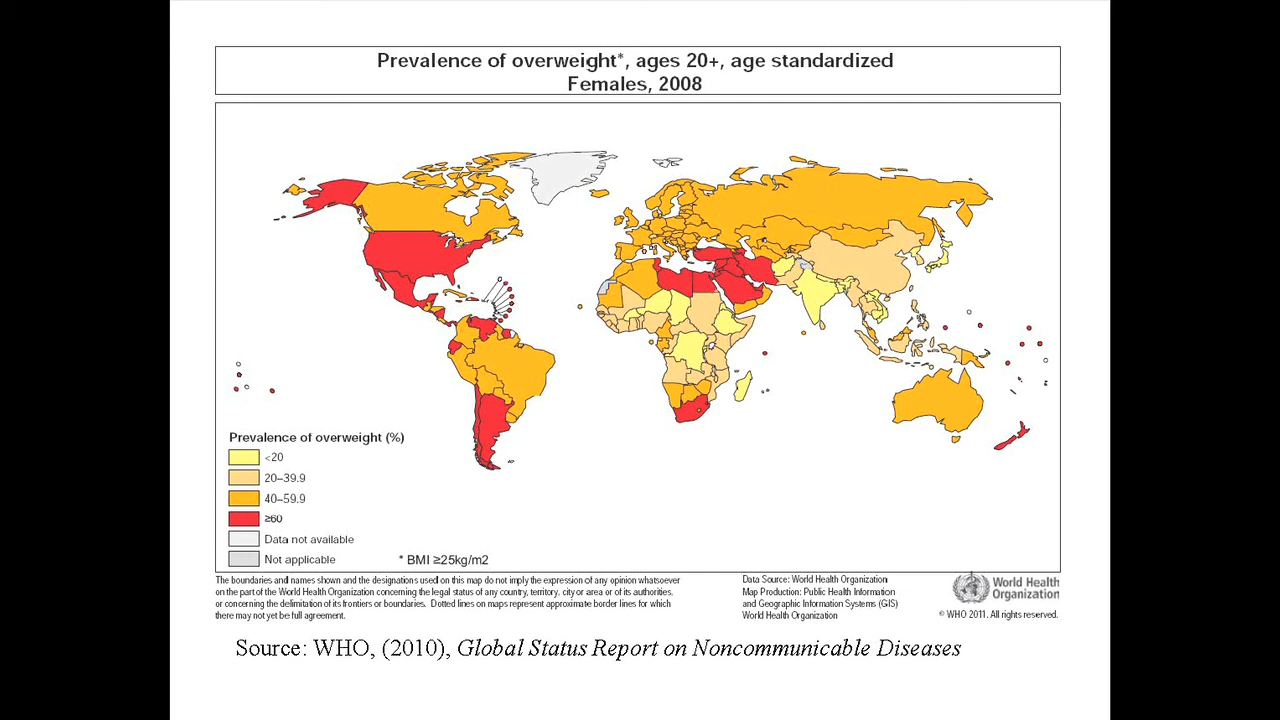 Prevalence of overweight*, ages 20+, age standardized
Females, 2008
Prevalence of overweight (%)
<20
20–39.9
40–59.9
≥60
Data not available
Not applicable
* BMI ≥25kg/m2
The boundaries and names shown and the designations used on this map do not imply the expression of any opinion whatsoever
on the part of the World Health Organization concerning the legal status of any country, territory, city or area or of its authorities,
or concerning the delimitation of its frontiers or boundaries. Dotted lines on maps represent approximate border lines for which
there may not yet be full agreement.
Data Source: World Health Organization
Map Production: Public Health Information
and Geographic Information Systems (GIS)
World Health Organization
World Health
Organization
© WHO 2011. All rights reserved.
Source: WHO, (2010), Global Status Report on Noncommunicable Diseases